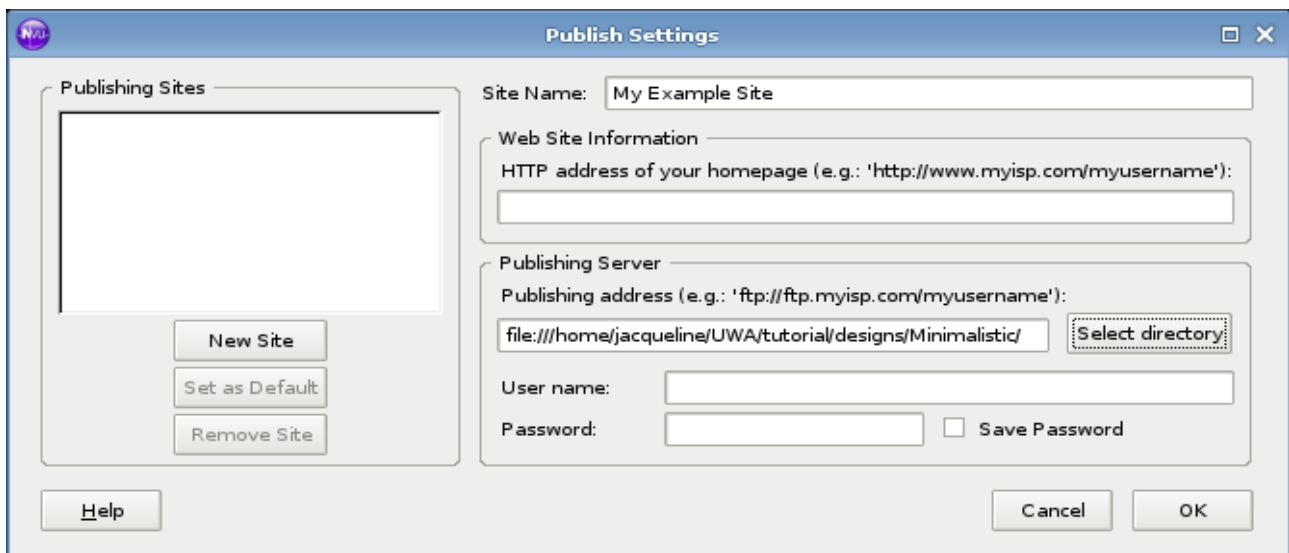 NVU
Publish Settings
Publishing Sites
New Site
Set as Default
Remove Site
Site Name: My Example Site
Web Site Information
HTTP address of your homepage (e.g.: 'http://www.myisp.com/myusername'):
Publishing Server
Publishing address (e.g.: 'ftp://ftp.myisp.com/myusername'):
file:///home/jacqueline/UWA/tutorial/designs/Minimalistic/ Select directory
User name:
Password: Save Password
Help Cancel OK